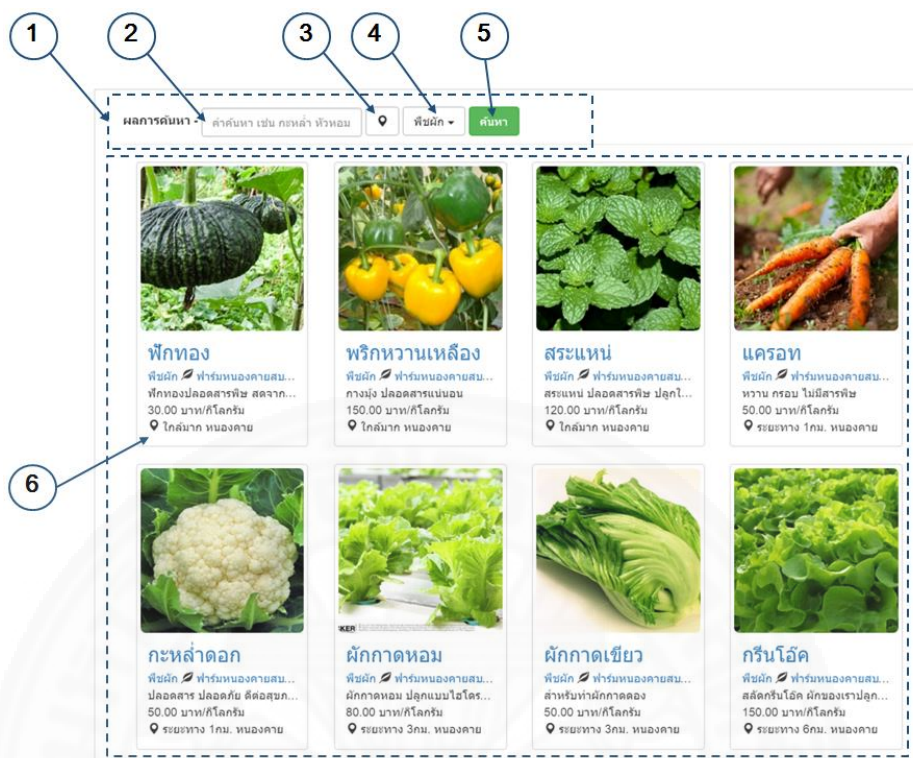 1 2 3 4 5
ผลการค้นหา - คำค้นหา เช่น กะหล่ำ หัวหอม พืชผัก ค้นหา
ฟักทอง
พืชผัก ฟาร์มหนองคายสบ...
ฟักทองปลอดสารพิษ สดจาก...
30.00 บาท/กิโลกรัม
ใกล้มาก หนองคาย
พริกหวานเหลือง
พืชผัก ฟาร์มหนองคายสบ...
กางมุ้ง ปลอดสารแน่นอน
150.00 บาท/กิโลกรัม
ใกล้มาก หนองคาย
สระแหน่
พืชผัก ฟาร์มหนองคายสบ...
สระแหน่ ปลอดสารพิษ ปลูกใ...
120.00 บาท/กิโลกรัม
ใกล้มาก หนองคาย
แครอท
พืชผัก ฟาร์มหนองคายสบ...
หวาน กรอบ ไม่มีสารพิษ
50.00 บาท/กิโลกรัม
ระยะทาง 1กม. หนองคาย
6
กะหล่ำดอก
พืชผัก ฟาร์มหนองคายสบ...
ปลอดสาร ปลอดภัย ดีต่อสุขภ...
50.00 บาท/กิโลกรัม
ระยะทาง 1กม. หนองคาย
KER
ผักกาดหอม
พืชผัก ฟาร์มหนองคายสบ...
ผักกาดหอม ปลูกแบบไฮโดร...
80.00 บาท/กิโลกรัม
ระยะทาง 3กม. หนองคาย
ผักกาดเขียว
พืชผัก ฟาร์มหนองคายสบ...
สำหรับทำผักกาดดอง
50.00 บาท/กิโลกรัม
ระยะทาง 3กม. หนองคาย
กรีนโอ๊ค
พืชผัก ฟาร์มหนองคายสบ...
สลัดกรีนโอ๊ค ผักของเราปลูก...
150.00 บาท/กิโลกรัม
ระยะทาง 6กม. หนองคาย